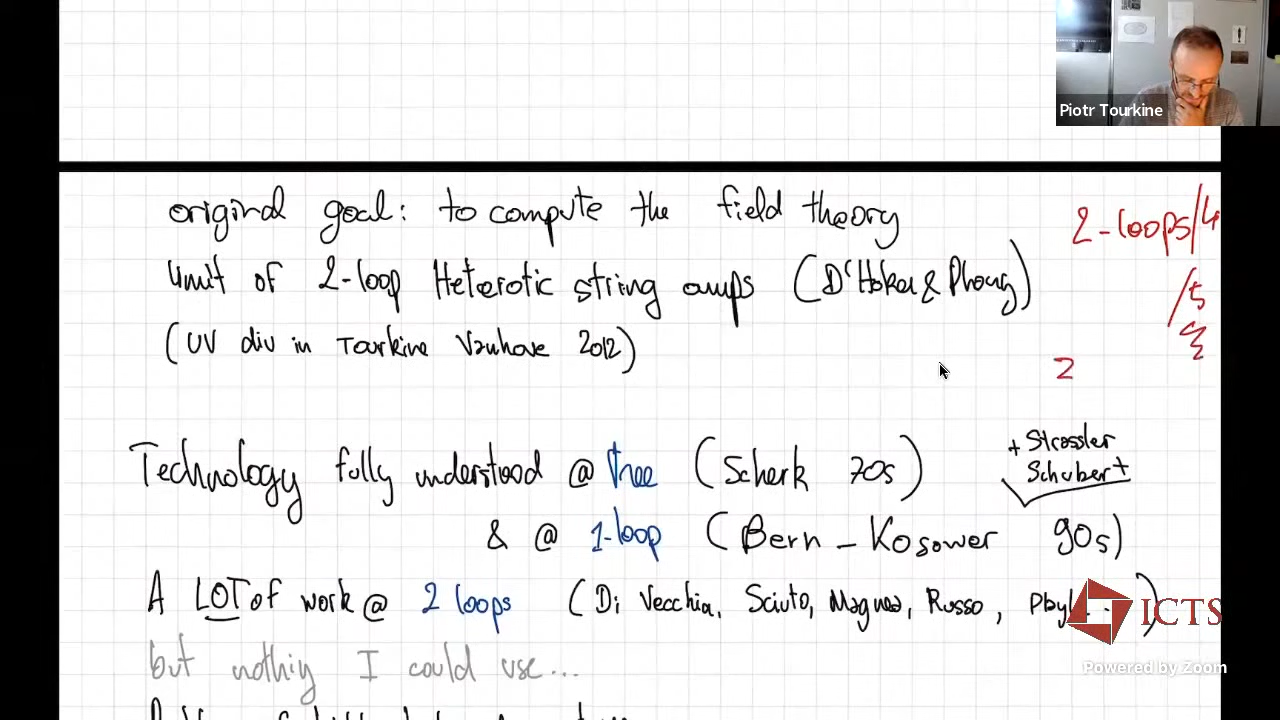 Piotr Tourkine
original goal: to compute the field theory
limit of 2-loop Heterotic string amps (D'Hoker & Phong)
(UV div in Tourkine Vanhove 2012)
2-loops/4
/5
2
Technology fully understood @ tree (Scherk 70s)
+ Strassler
Schubert +
& @ 1-loop (Bern - Kosower 90s)
A LOT of work @ 2 loops (Di Vecchia, Sciuto, Magnea, Russo,
but nothing I could use...
ICTS
Powered by Zoom